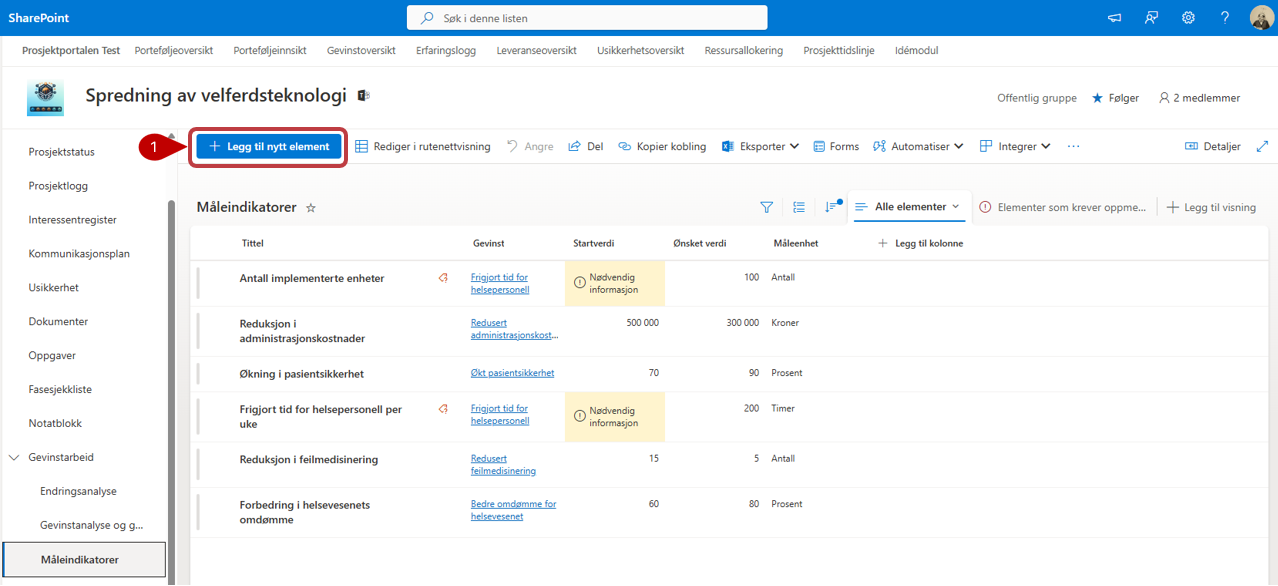 SharePoint
Søk i denne listen
Prosjektportalen Test
Porteføljeoversikt
Porteføljeinnsikt
Gevinstoversikt
Erfaringslogg
Leveranseoversikt
Usikkerhetsoversikt
Ressursallokering
Prosjekttidslinje
Idémodul
Spredning av velferdsteknologi
Offentlig gruppe
Følger
2 medlemmer
1
Legg til nytt element
Rediger i rutenettvisning
Angre
Del
Kopier kobling
Eksporter
Forms
Automatiser
Integrer
Detaljer
Prosjektstatus
Prosjektlogg
Interessentregister
Kommunikasjonsplan
Usikkerhet
Dokumenter
Oppgaver
Fasesjekkliste
Notatblokk
Gevinstarbeid
Endringsanalyse
Gevinstanalyse og g...
Måleindikatorer
Måleindikatorer
Alle elementer
Elementer som krever oppme...
Legg til visning
Tittel
Gevinst
Startverdi
Ønsket verdi
Måleenhet
Legg til kolonne
Antall implementerte enheter
Frigjort tid for
helsepersonell
Nødvendig
informasjon
100
Antall
Reduksjon i
administrasjonskostnader
Redusert
administrasjonskost...
500 000
300 000
Kroner
Økning i pasientsikkerhet
Økt pasientsikkerhet
70
90
Prosent
Frigjort tid for helsepersonell per
uke
Frigjort tid for
helsepersonell
Nødvendig
informasjon
200
Timer
Reduksjon i feilmedisinering
Redusert
feilmedisinering
15
5
Antall
Forbedring i helsevesenets
omdømme
Bedre omdømme for
helsevesenet
60
80
Prosent